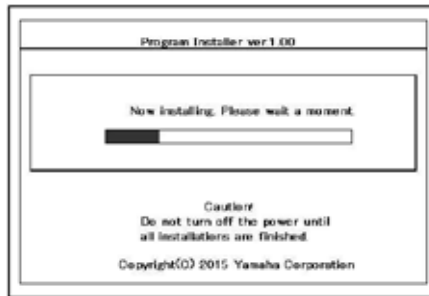 Program Installer ver1.00
Now installing. Please wait a moment.
Caution!
Do not turn off the power until
all installations are finished.
Copyright(C) 2015 Yamaha Corporation